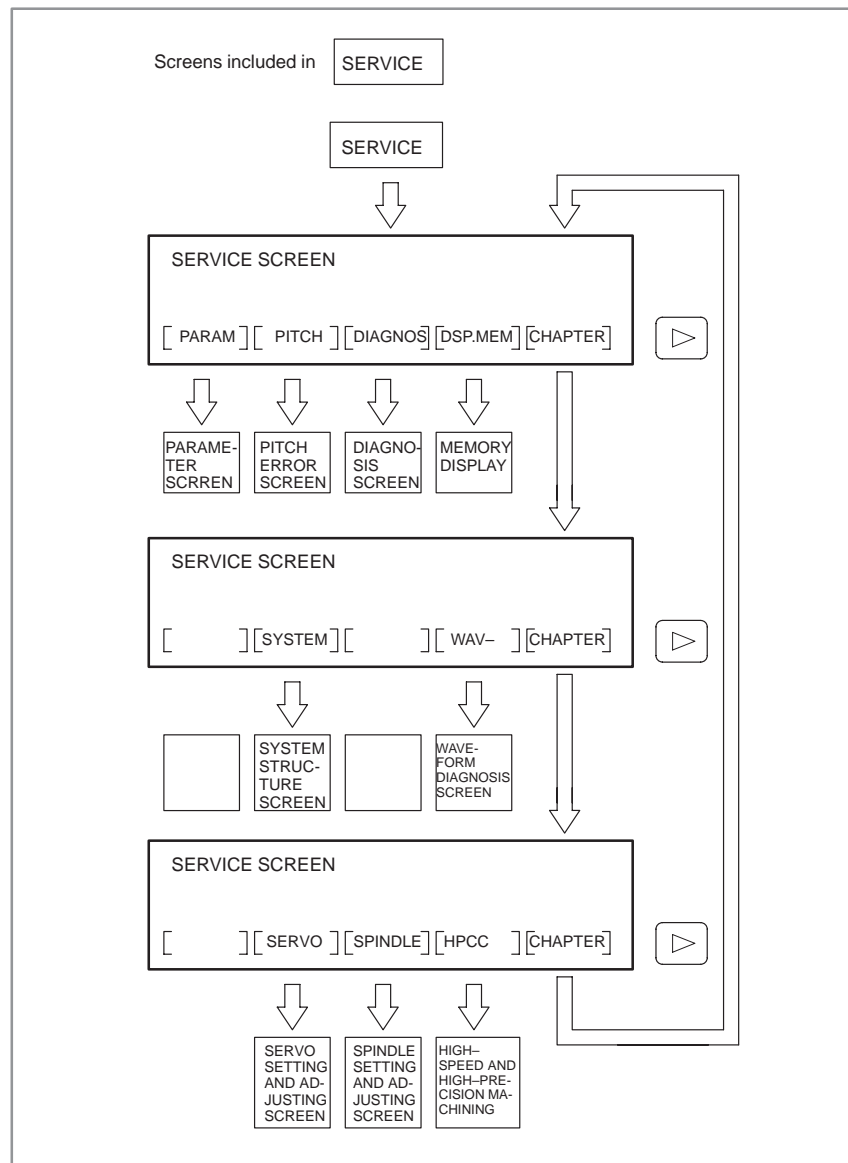 Screens included in SERVICE
SERVICE
SERVICE SCREEN
[ PARAM ] [ PITCH ] [DIAGNOS] [DSP.MEM] [CHAPTER]
PARAME-
TER
SCRREN
PITCH
ERROR
SCREEN
DIAGNO-
SIS
SCREEN
MEMORY
DISPLAY
SERVICE SCREEN
[ ] [SYSTEM] [ ] [ WAV– ] [CHAPTER]
SYSTEM
STRUC-
TURE
SCREEN
WAVE-
FORM
DIAGNOSIS
SCREEN
SERVICE SCREEN
[ ] [ SERVO ] [SPINDLE] [HPCC ] [CHAPTER]
SERVO
SETTING
AND AD-
JUSTING
SCREEN
SPINDLE
SETTING
AND AD-
JUSTING
SCREEN
HIGH–
SPEED AND
HIGH–PRE-
CISION MA-
CHINING